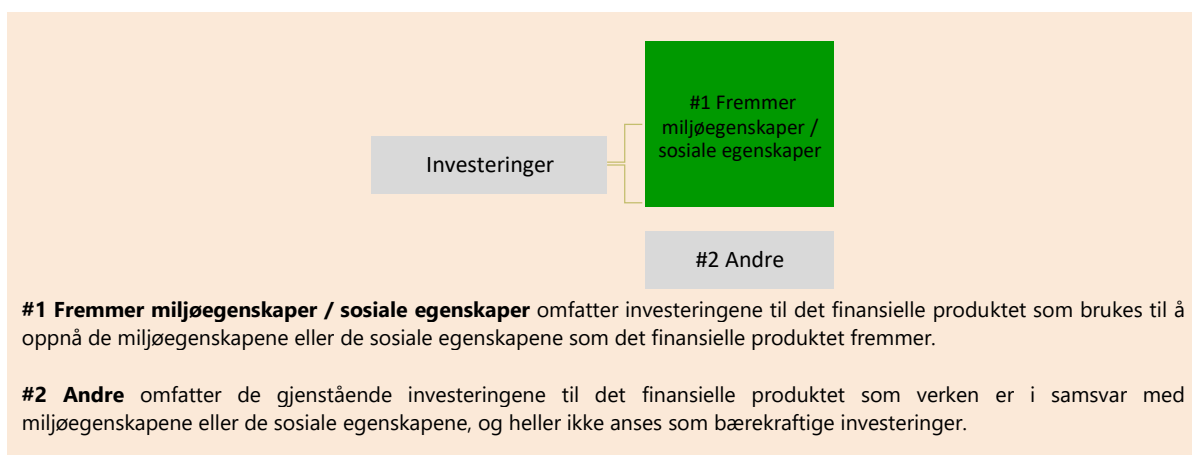 #1 Fremmer
miljøegenskaper /
sosiale egenskaper
Investeringer
#2 Andre
#1 Fremmer miljøegenskaper / sosiale egenskaper omfatter investeringene til det finansielle produktet som brukes til å
oppnå de miljøegenskapene eller de sosiale egenskapene som det finansielle produktet fremmer.
#2 Andre omfatter de gjenstående investeringene til det finansielle produktet som verken er i samsvar med
miljøegenskapene eller de sosiale egenskapene, og heller ikke anses som bærekraftige investeringer.